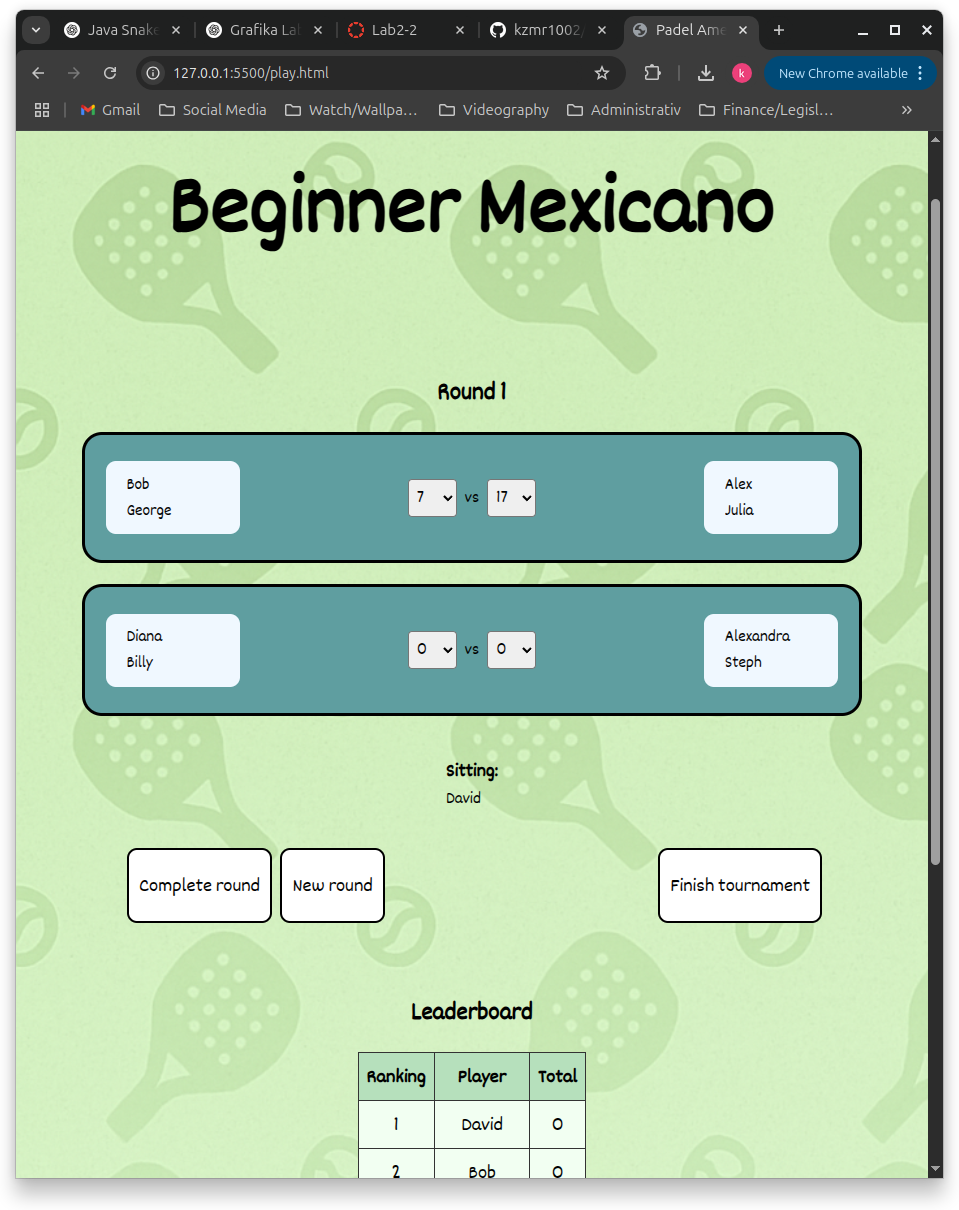 Java Snake
Grafika Lab
Lab2-2
kzmr1002/
Padel Ame
127.0.0.1:5500/play.html
k
New Chrome available
Gmail
Social Media
Watch/Wallpa...
Videography
Administrativ
Finance/Legisl...
Beginner Mexicano
Round 1
Bob
George
7 vs 17
Alex
Julia
Diana
Billy
0 vs 0
Alexandra
Steph
Sitting:
David
Complete round
New round
Finish tournament
Leaderboard
Ranking Player Total
1 David 0
2 Bob 0